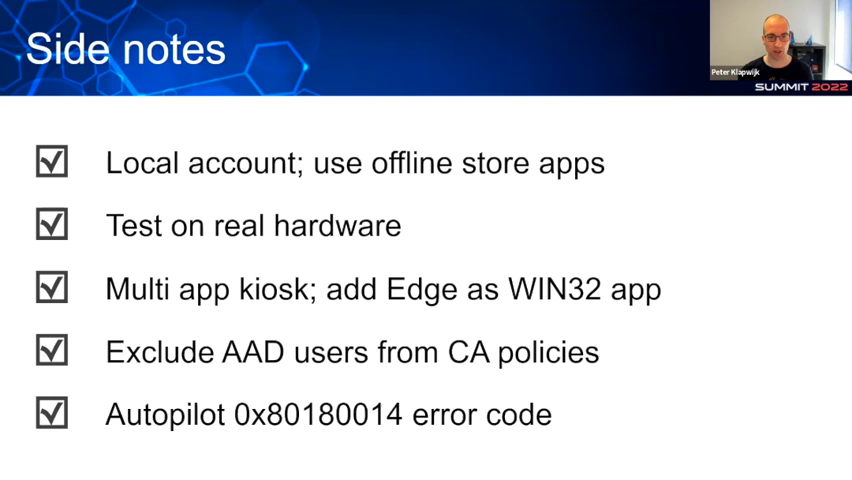 Side notes
Peter Klapwijk
SUMMIT 2022
Local account; use offline store apps
Test on real hardware
Multi app kiosk; add Edge as WIN32 app
Exclude AAD users from CA policies
Autopilot 0x80180014 error code